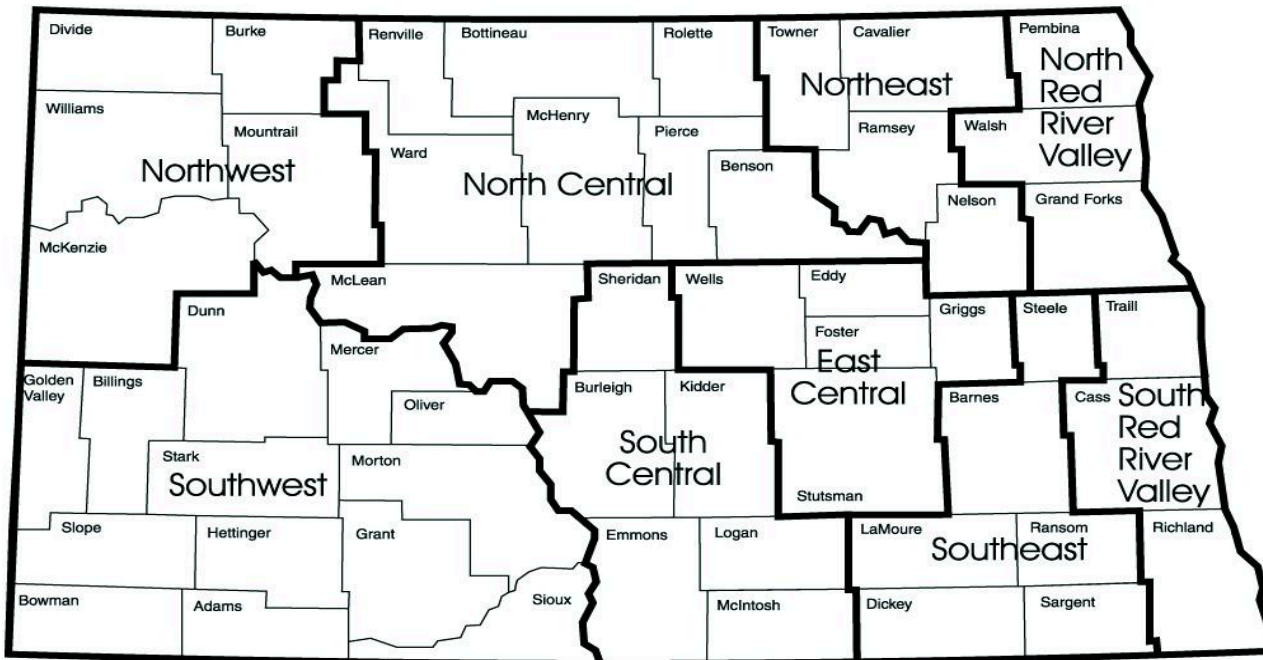 Divide
Burke
Renville
Bottineau
Rolette
Towner
Cavalier
Pembina
North
Red
River
Valley
Northeast
Williams
Mountrail
Northwest
McHenry
Pierce
Ward
North Central
Benson
Ramsey
Walsh
Nelson
Grand Forks
McKenzie
McLean
Sheridan
Wells
Eddy
Dunn
Foster
Griggs
Steele
Traill
Mercer
East
Central
Golden
Valley
Billings
Oliver
Burleigh
Kidder
Barnes
Cass
South
Red
River
Valley
Stark
Southwest
Morton
South
Central
Stutsman
Slope
Hettinger
Grant
Emmons
Logan
LaMoure
Ransom
Southeast
Richland
Bowman
Adams
Sioux
McIntosh
Dickey
Sargent